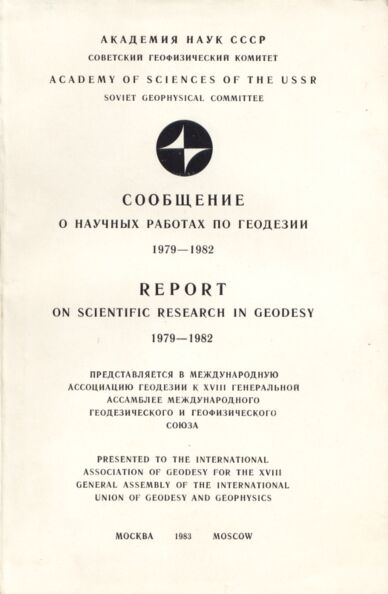 АКАДЕМИЯ НАУК СССР
СОВЕТСКИЙ ГЕОФИЗИЧЕСКИЙ КОМИТЕТ
ACADEMY OF SCIENCES OF THE USSR
SOVIET GEOPHYSICAL COMMITTEE
СООБЩЕНИЕ
О НАУЧНЫХ РАБОТАХ ПО ГЕОДЕЗИИ
1979—1982
REPORT
ON SCIENTIFIC RESEARCH IN GEODESY
1979—1982
ПРЕДСТАВЛЯЕТСЯ В МЕЖДУНАРОДНУЮ
АССОЦИАЦИЮ ГЕОДЕЗИИ К XVIII ГЕНЕРАЛЬНОЙ
АССАМБЛЕЕ МЕЖДУНАРОДНОГО
ГЕОДЕЗИЧЕСКОГО И ГЕОФИЗИЧЕСКОГО
СОЮЗА
PRESENTED TO THE INTERNATIONAL
ASSOCIATION OF GEODESY FOR THE XVIII
GENERAL ASSEMBLY OF THE INTERNATIONAL
UNION OF GEODESY AND GEOPHYSICS
МОСКВА 1983 MOSCOW